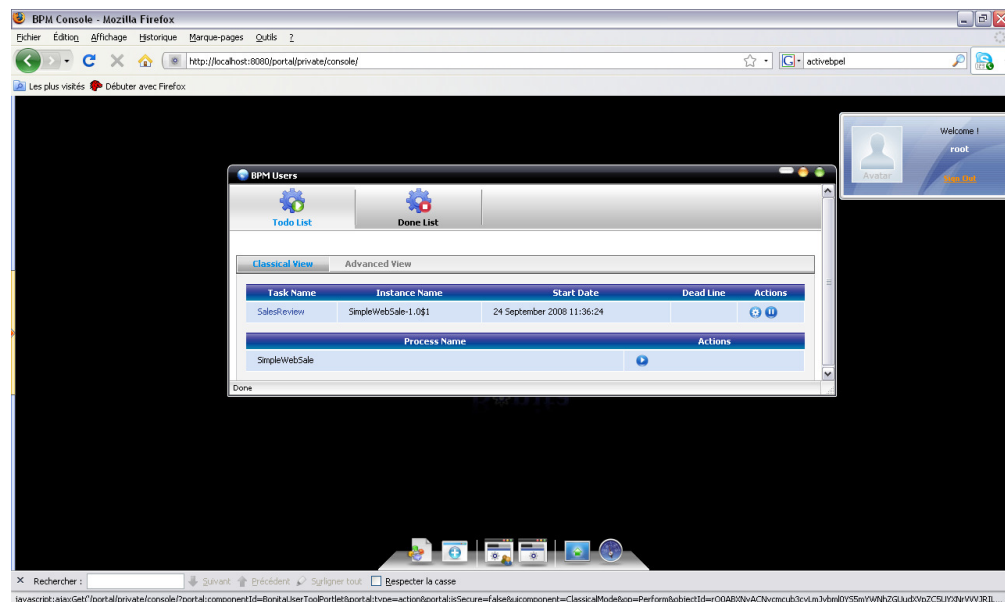 BPM Console - Mozilla Firefox
Eichier Édition Affichage Historique Marque-pages Outils ?
http://localhost:8080/portal/private/console/
activebpel
Les plus visités Débuter avec Firefox
Welcome !
root
Avatar
Sign Out
BPM Users
Todo List Done List
Classical View Advanced View
Task Name Instance Name Start Date Dead Line Actions
SalesReview SimpleWebSale-1.0$1 24 September 2008 11:36:24
Process Name Actions
SimpleWebSale
Done
Rechercher : Suivant Précédent Surligner tout Respecter la casse